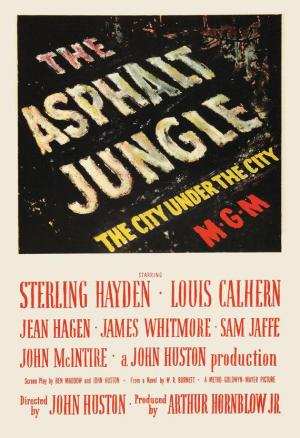 THE
ASPHALT
JUNGLE
THE CITY UNDER THE CITY
M-G-M
STARRING
STERLING HAYDEN · LOUIS CALHERN
JEAN HAGEN · JAMES WHITMORE · SAM JAFFE
JOHN McINTIRE · a JOHN HUSTON production
Screen Play by BEN MADDOW and JOHN HUSTON · From a Novel by W. R. BURNETT · A METRO-GOLDWYN-MAYER PICTURE
Directed by JOHN HUSTON · Produced by ARTHUR HORNBLOW JR.